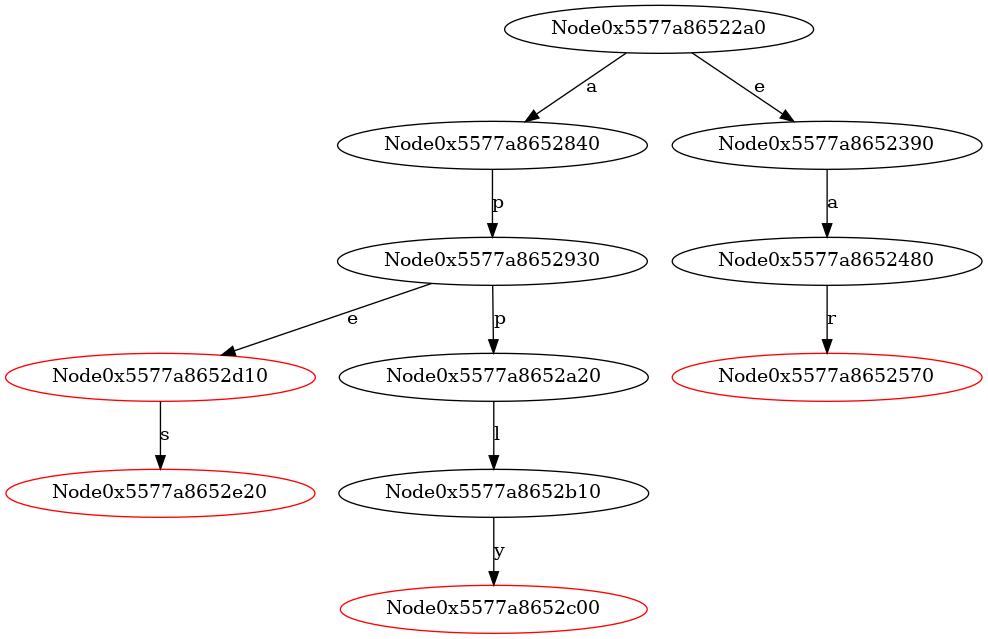 Node0x5577a86522a0
a e
Node0x5577a8652840 Node0x5577a8652390
p a
Node0x5577a8652930 Node0x5577a8652480
e p r
Node0x5577a8652d10 Node0x5577a8652a20 Node0x5577a8652570
s l
Node0x5577a8652e20 Node0x5577a8652b10
y
Node0x5577a8652c00